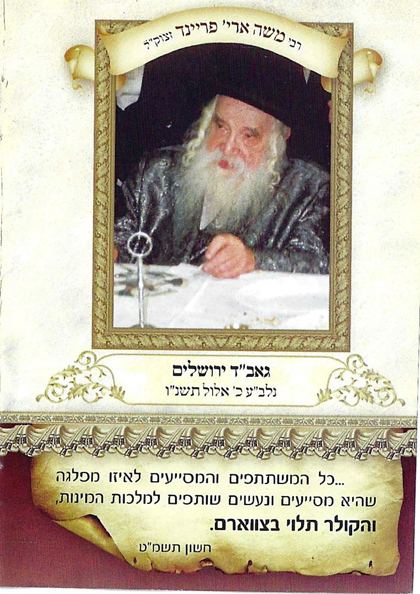 רבי משה ארי' פריינד זצוק"ל
גאב"ד ירושלים
נלב"ע כ' אלול תשנ"ו
...כל המשתתפים והמסייעים לאיזו מפלגה
שהיא מסייעים ונעשים שותפים למלכות המינות,
והקולר תלוי בצווארם.
חשון תשמ"ט